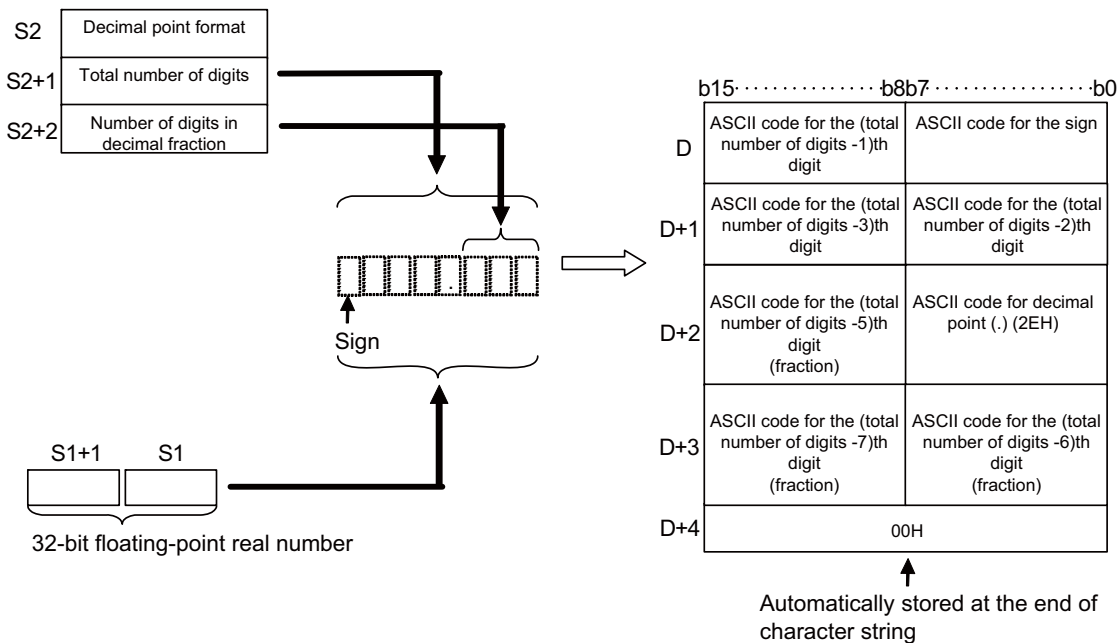 S2
Decimal point format
S2+1
Total number of digits
S2+2
Number of digits in
decimal fraction
.
Sign
S1+1
S1
32-bit floating-point real number
b15··············b8b7···················b0
D
ASCII code for the (total
number of digits -1)th
digit
ASCII code for the sign
D+1
ASCII code for the (total
number of digits -3)th
digit
ASCII code for the (total
number of digits -2)th
digit
D+2
ASCII code for the (total
number of digits -5)th
digit
(fraction)
ASCII code for decimal
point (.) (2EH)
D+3
ASCII code for the (total
number of digits -7)th
digit
(fraction)
ASCII code for the (total
number of digits -6)th
digit
(fraction)
D+4
00H
Automatically stored at the end of
character string